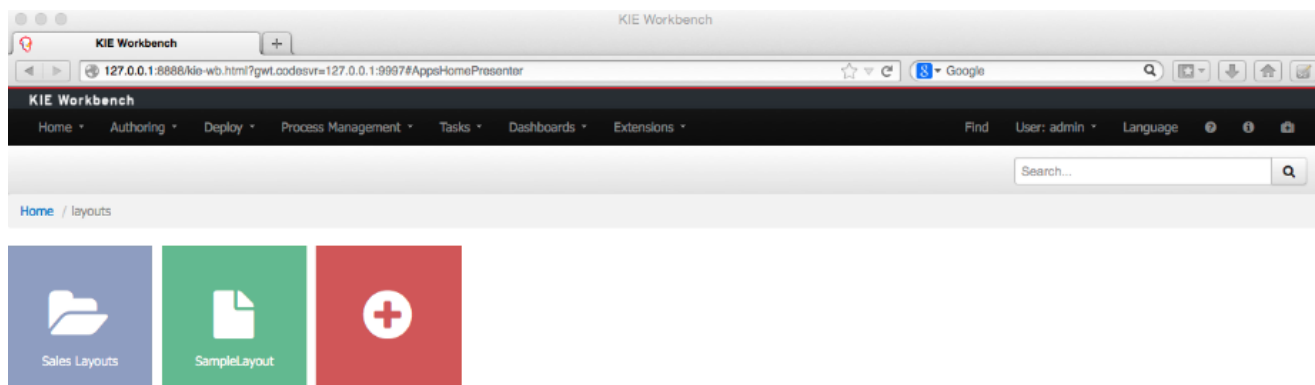 KIE Workbench
KIE Workbench
127.0.0.1:8888/kie-wb.html?gwt.codesvr=127.0.0.1:9997#AppsHomePresenter
Google
KIE Workbench
Home Authoring Deploy Process Management Tasks Dashboards Extensions Find User: admin Language
Search...
Home / layouts
Sales Layouts SampleLayout